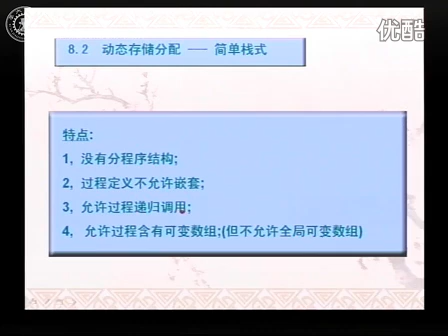 优酷
8.2 动态存储分配 —— 简单栈式
特点:
1, 没有分程序结构;
2, 过程定义不允许嵌套;
3, 允许过程递归调用;
4, 允许过程含有可变数组;(但不允许全局可变数组)